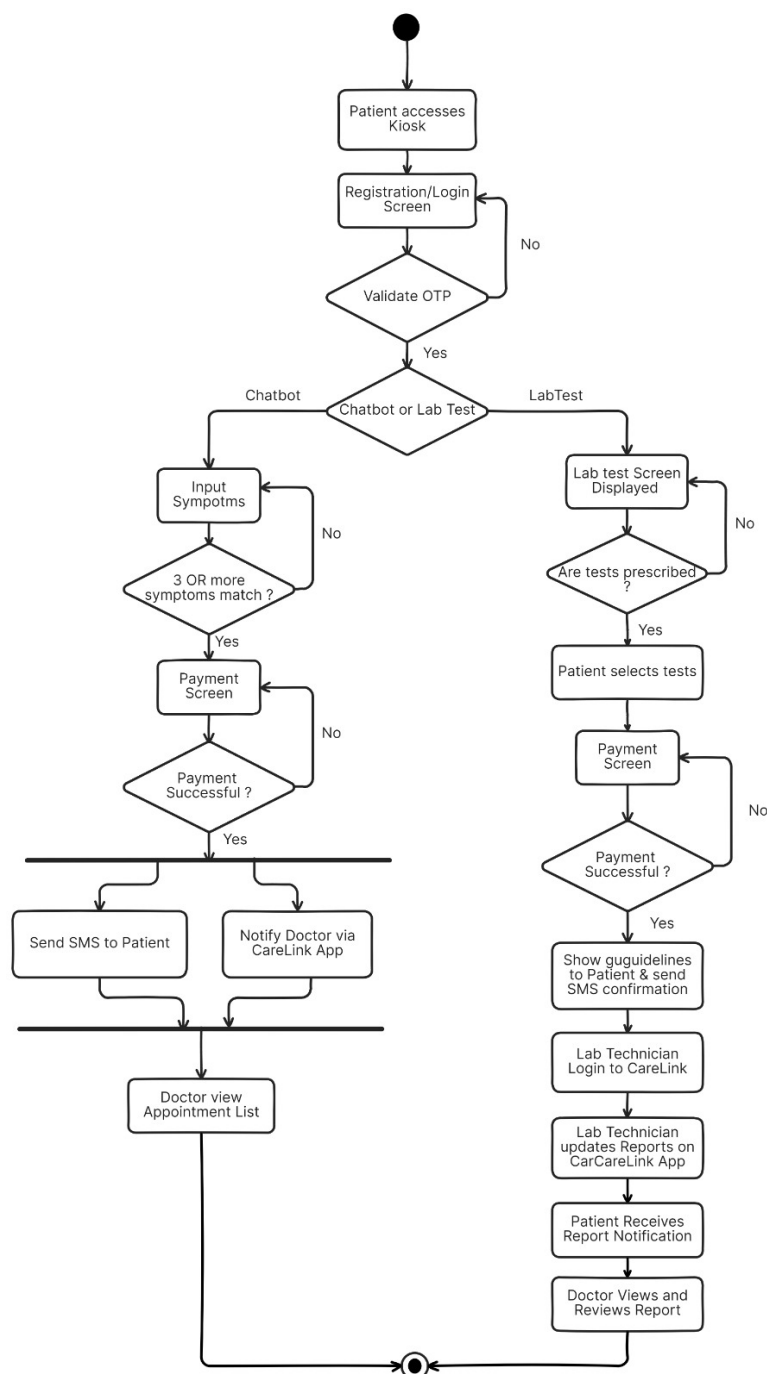 Patient accesses
Kiosk
Registration/Login
Screen
No
Validate OTP
Yes
Chatbot
Chatbot or Lab Test
LabTest
Input
Sympotms
No
3 OR more
symptoms match ?
Yes
Payment
Screen
No
Payment
Successful ?
Yes
Send SMS to Patient
Notify Doctor via
CareLink App
Doctor view
Appointment List
Lab test Screen
Displayed
No
Are tests prescribed
?
Yes
Patient selects tests
Payment
Screen
No
Payment
Successful ?
Yes
Show guguidelines
to Patient & send
SMS confirmation
Lab Technician
Login to CareLink
Lab Technician
updates Reports on
CarCareLink App
Patient Receives
Report Notification
Doctor Views and
Reviews Report